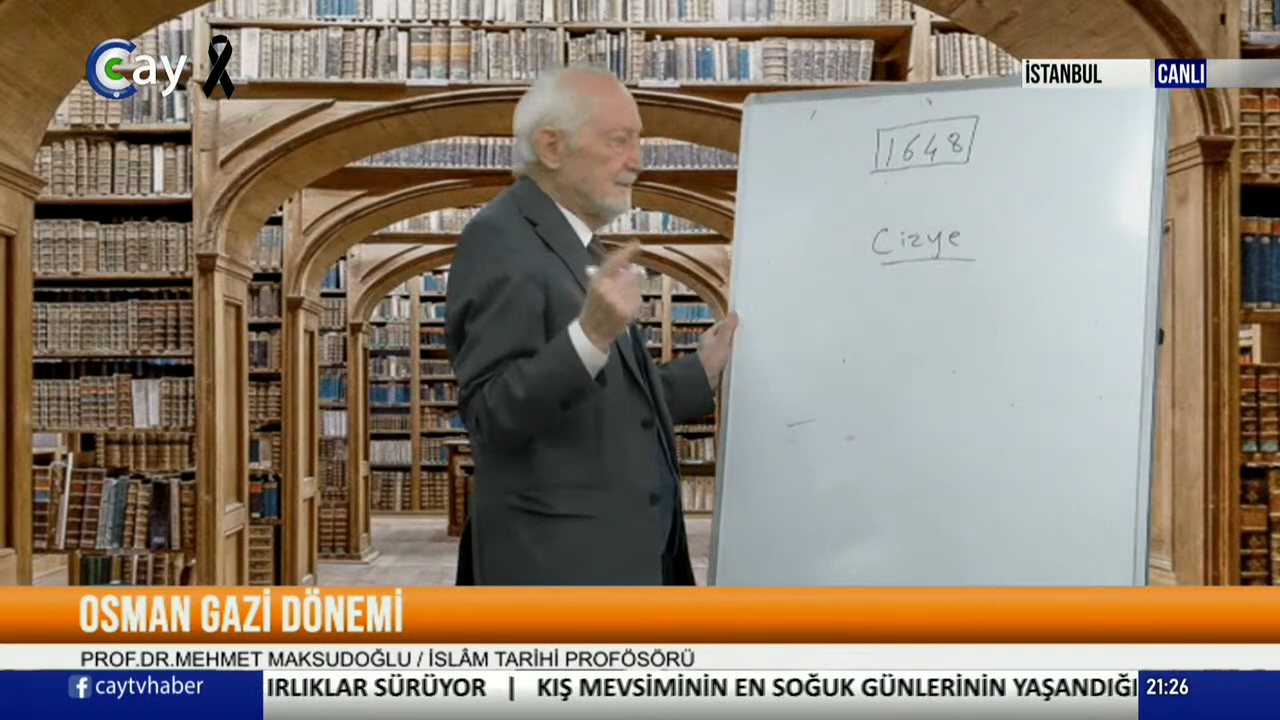 Çay
İSTANBUL
CANLI
1648
Cizye
OSMAN GAZİ DÖNEMİ
PROF.DR.MEHMET MAKSUDOĞLU / İSLÂM TARİHİ PROFÖSÖRÜ
caytvhaber
IRLIKLAR SÜRÜYOR | KIŞ MEVSİMİNİN EN SOĞUK GÜNLERİNİN YAŞANDIĞI
21:26